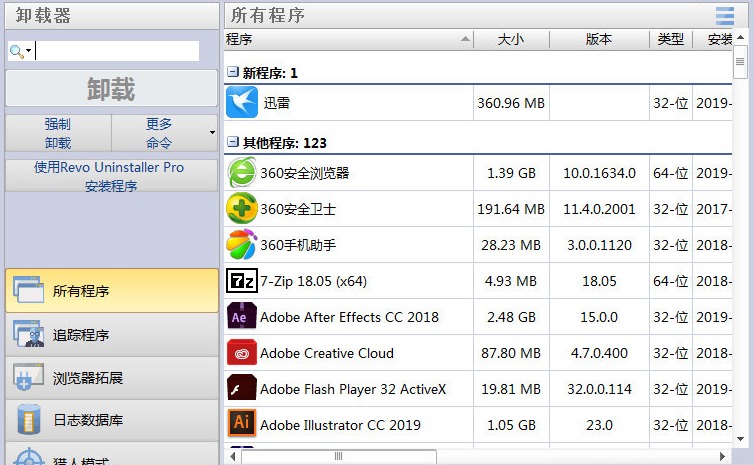 卸载器
卸载
强制
卸载
更多
命令
使用Revo Uninstaller Pro
安装程序
所有程序
追踪程序
浏览器拓展
日志数据库
猎人模式
所有程序
程序 大小 版本 类型 安装
新程序: 1
迅雷 360.96 MB 32-位 2019-
其他程序: 123
360安全浏览器 1.39 GB 10.0.1634.0 64-位 2019-
360安全卫士 191.64 MB 11.4.0.2001 32-位 2017-
360手机助手 28.23 MB 3.0.0.1120 32-位 2018-
7z 7-Zip 18.05 (x64) 4.93 MB 18.05 64-位 2018-
Ae Adobe After Effects CC 2018 2.48 GB 15.0.0 32-位 2018-
Adobe Creative Cloud 87.80 MB 4.7.0.400 32-位 2018-
Adobe Flash Player 32 ActiveX 19.81 MB 32.0.0.114 32-位 2019-
Ai Adobe Illustrator CC 2019 1.05 GB 23.0 32-位 2018-